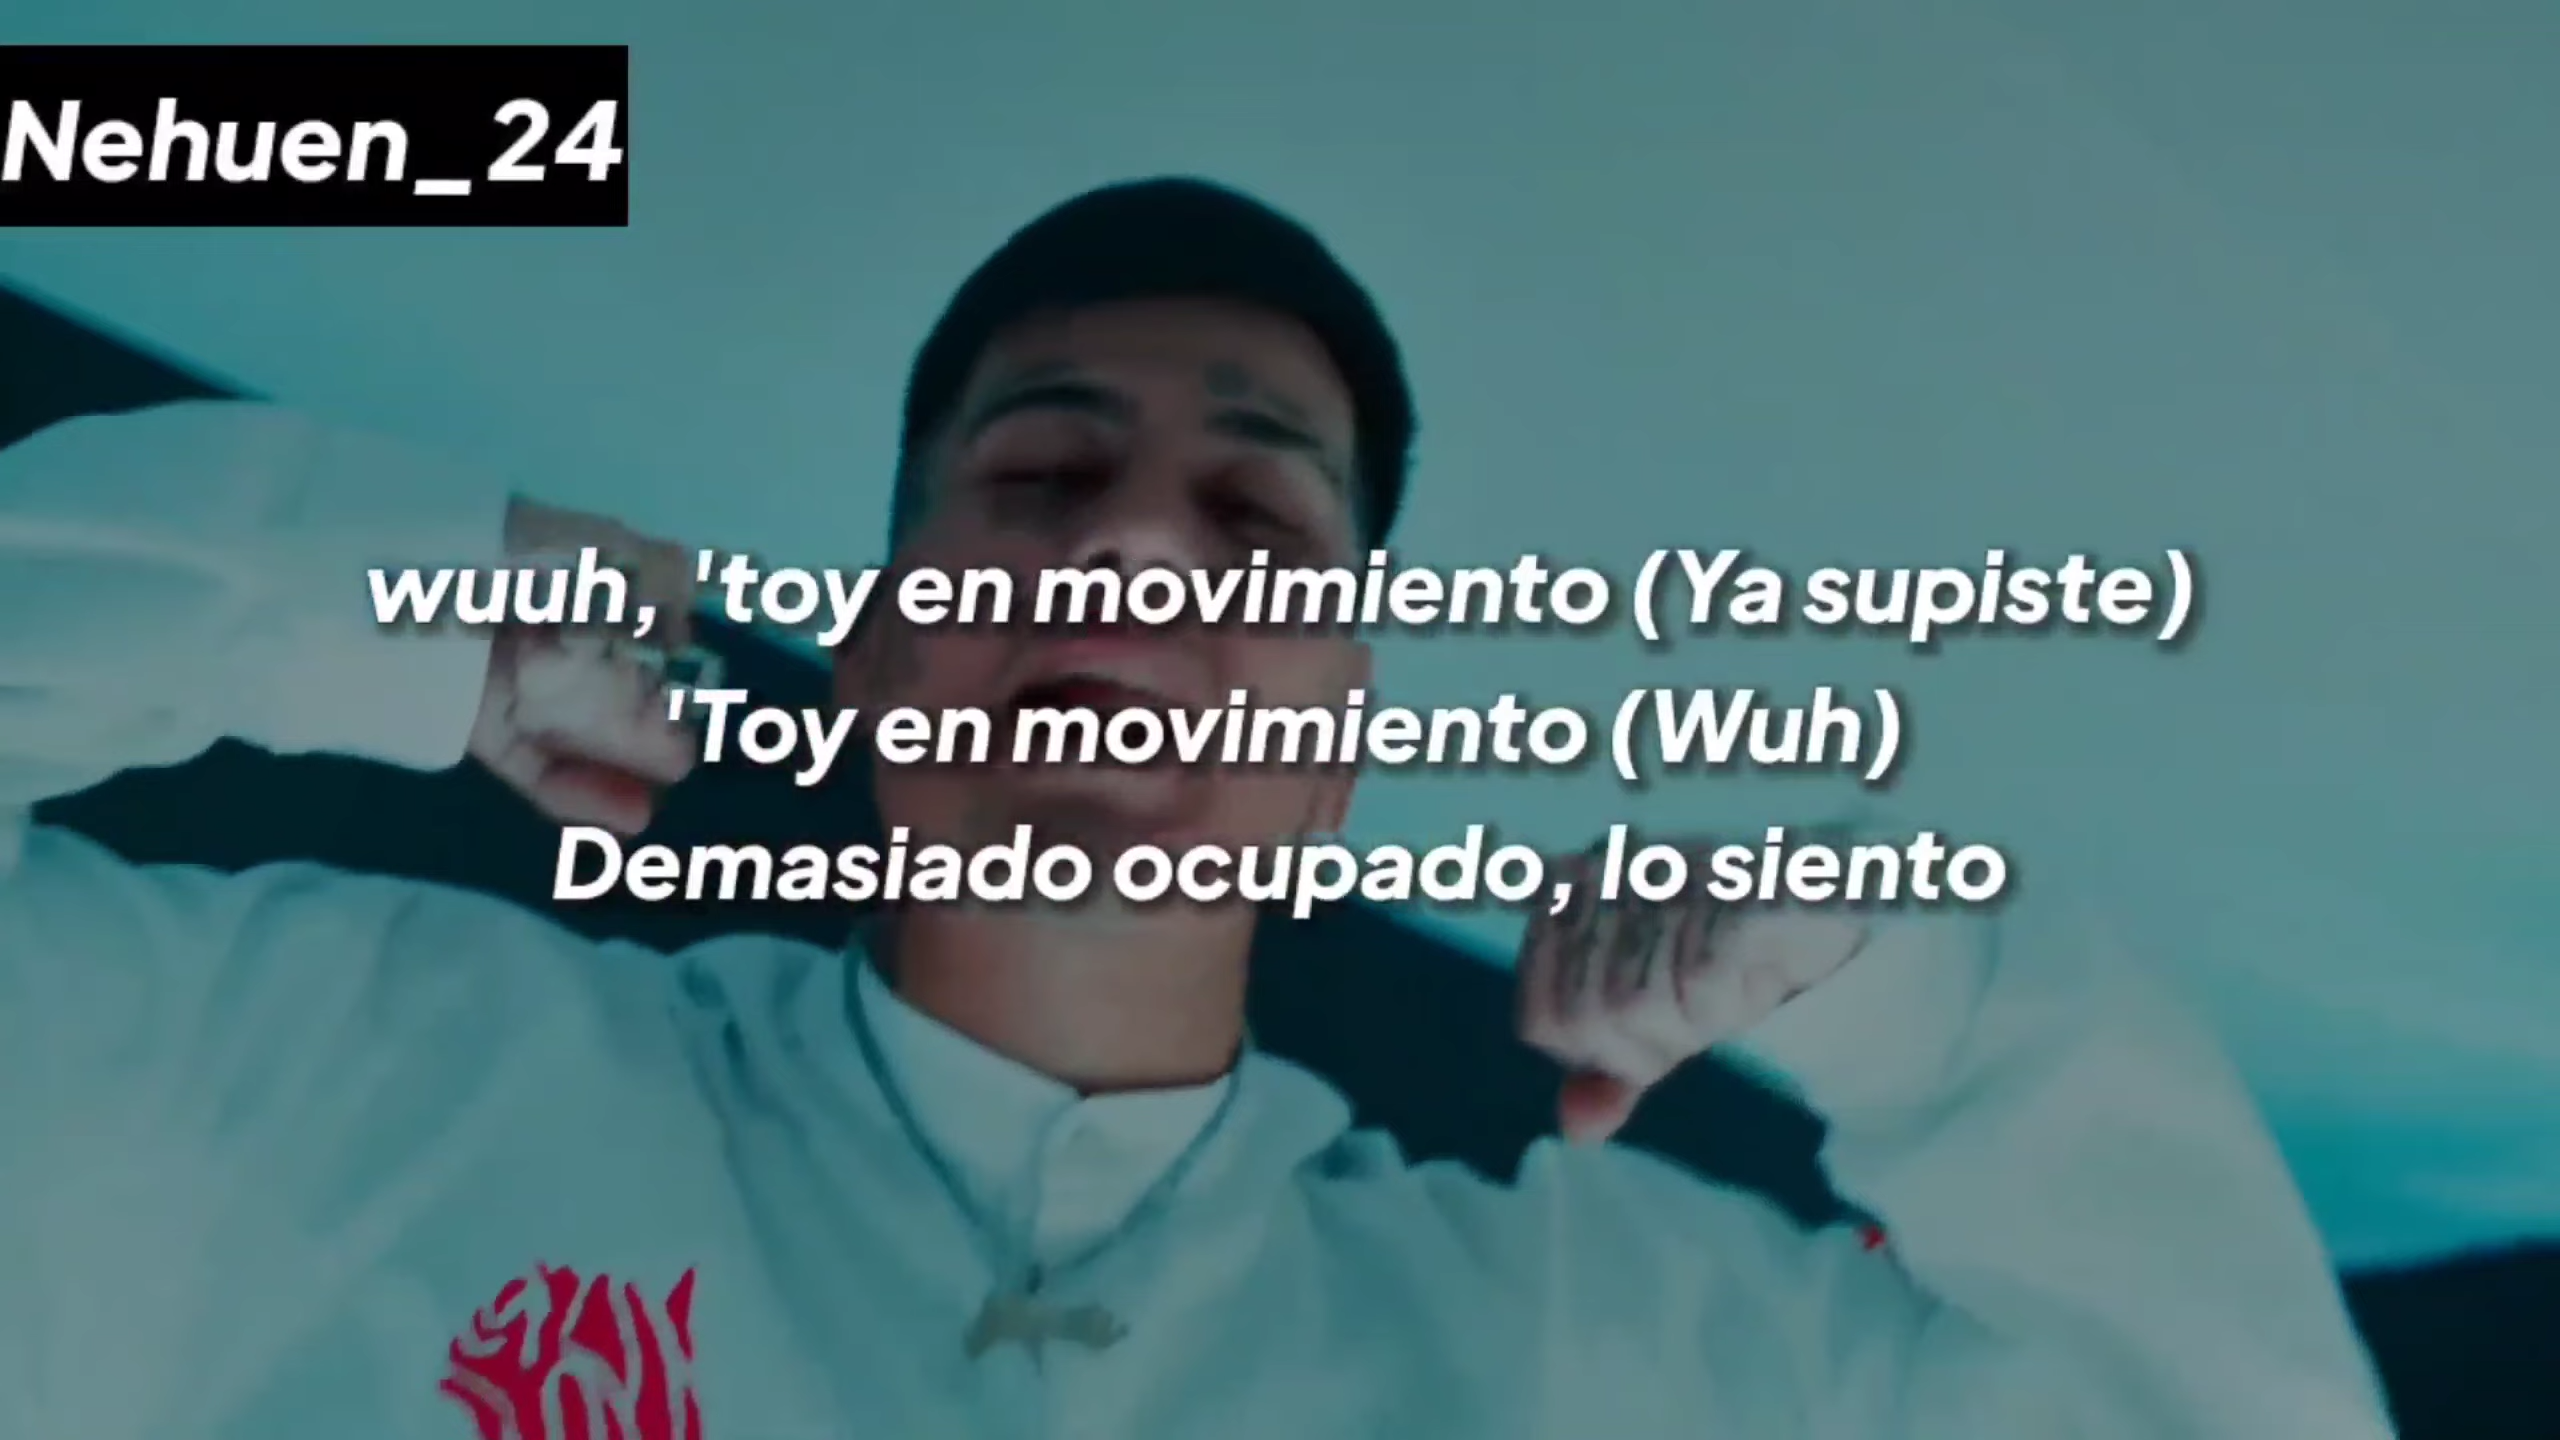 Nehuen_24
wuuh, 'toy en movimiento (Ya supiste)
'Toy en movimiento (Wuh)
Demasiado ocupado, lo siento